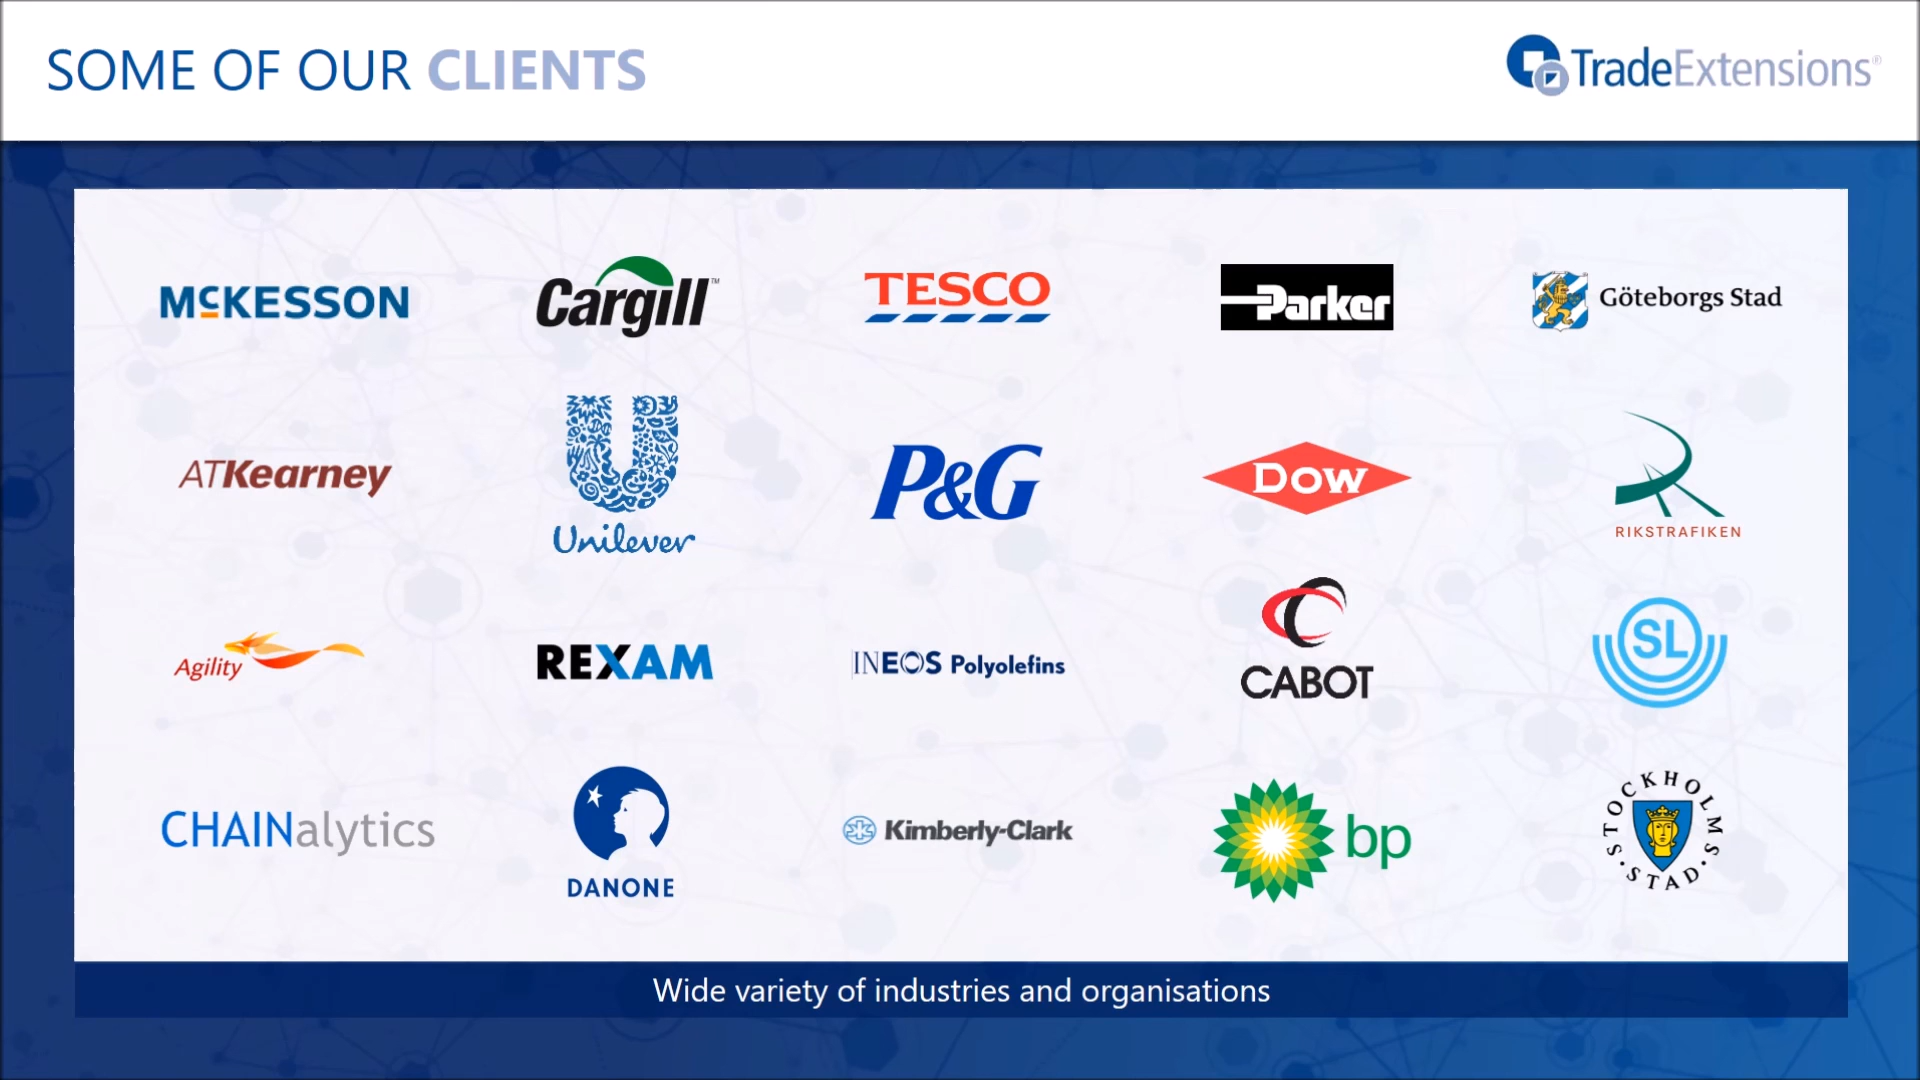 SOME OF OUR CLIENTS
TradeExtensions®
MCKESSON
Cargill™
TESCO
Parker
Göteborgs Stad
ATKearney
Unilever
P&G
Dow
RIKSTRAFIKEN
Agility
REXAM
INEOS Polyolefins
CABOT
SL
CHAINalytics
DANONE
Kimberly-Clark
bp
STOCKHOLMS STAD
Wide variety of industries and organisations